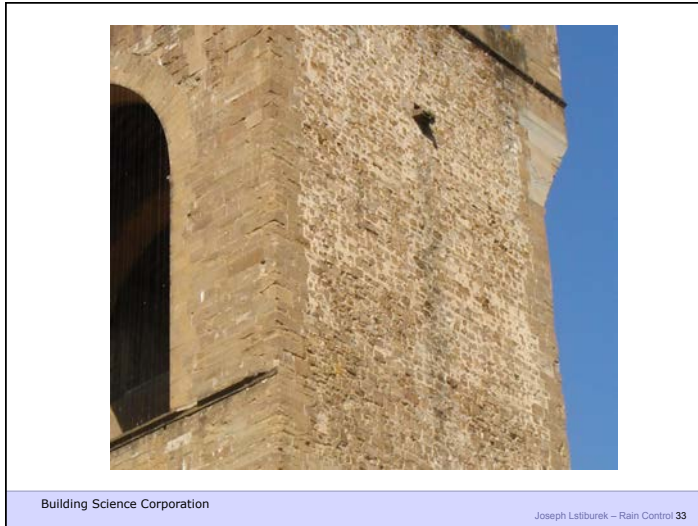 Building Science Corporation
Joseph Lstiburek – Rain Control 33